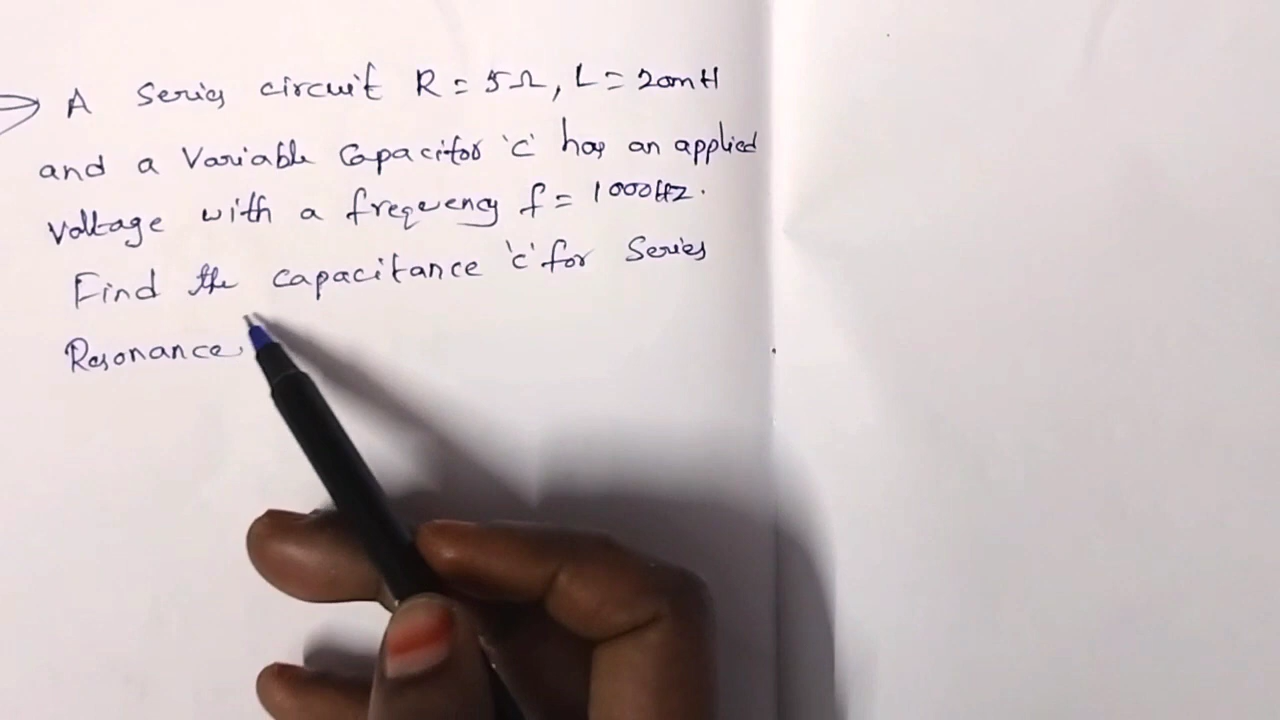 A Series circuit R = 5Ω, L = 20mH
and a Variable Capacitor 'C' has an applied
Voltage with a frequency f = 1000HZ.
Find the capacitance 'c' for Series
Resonance.